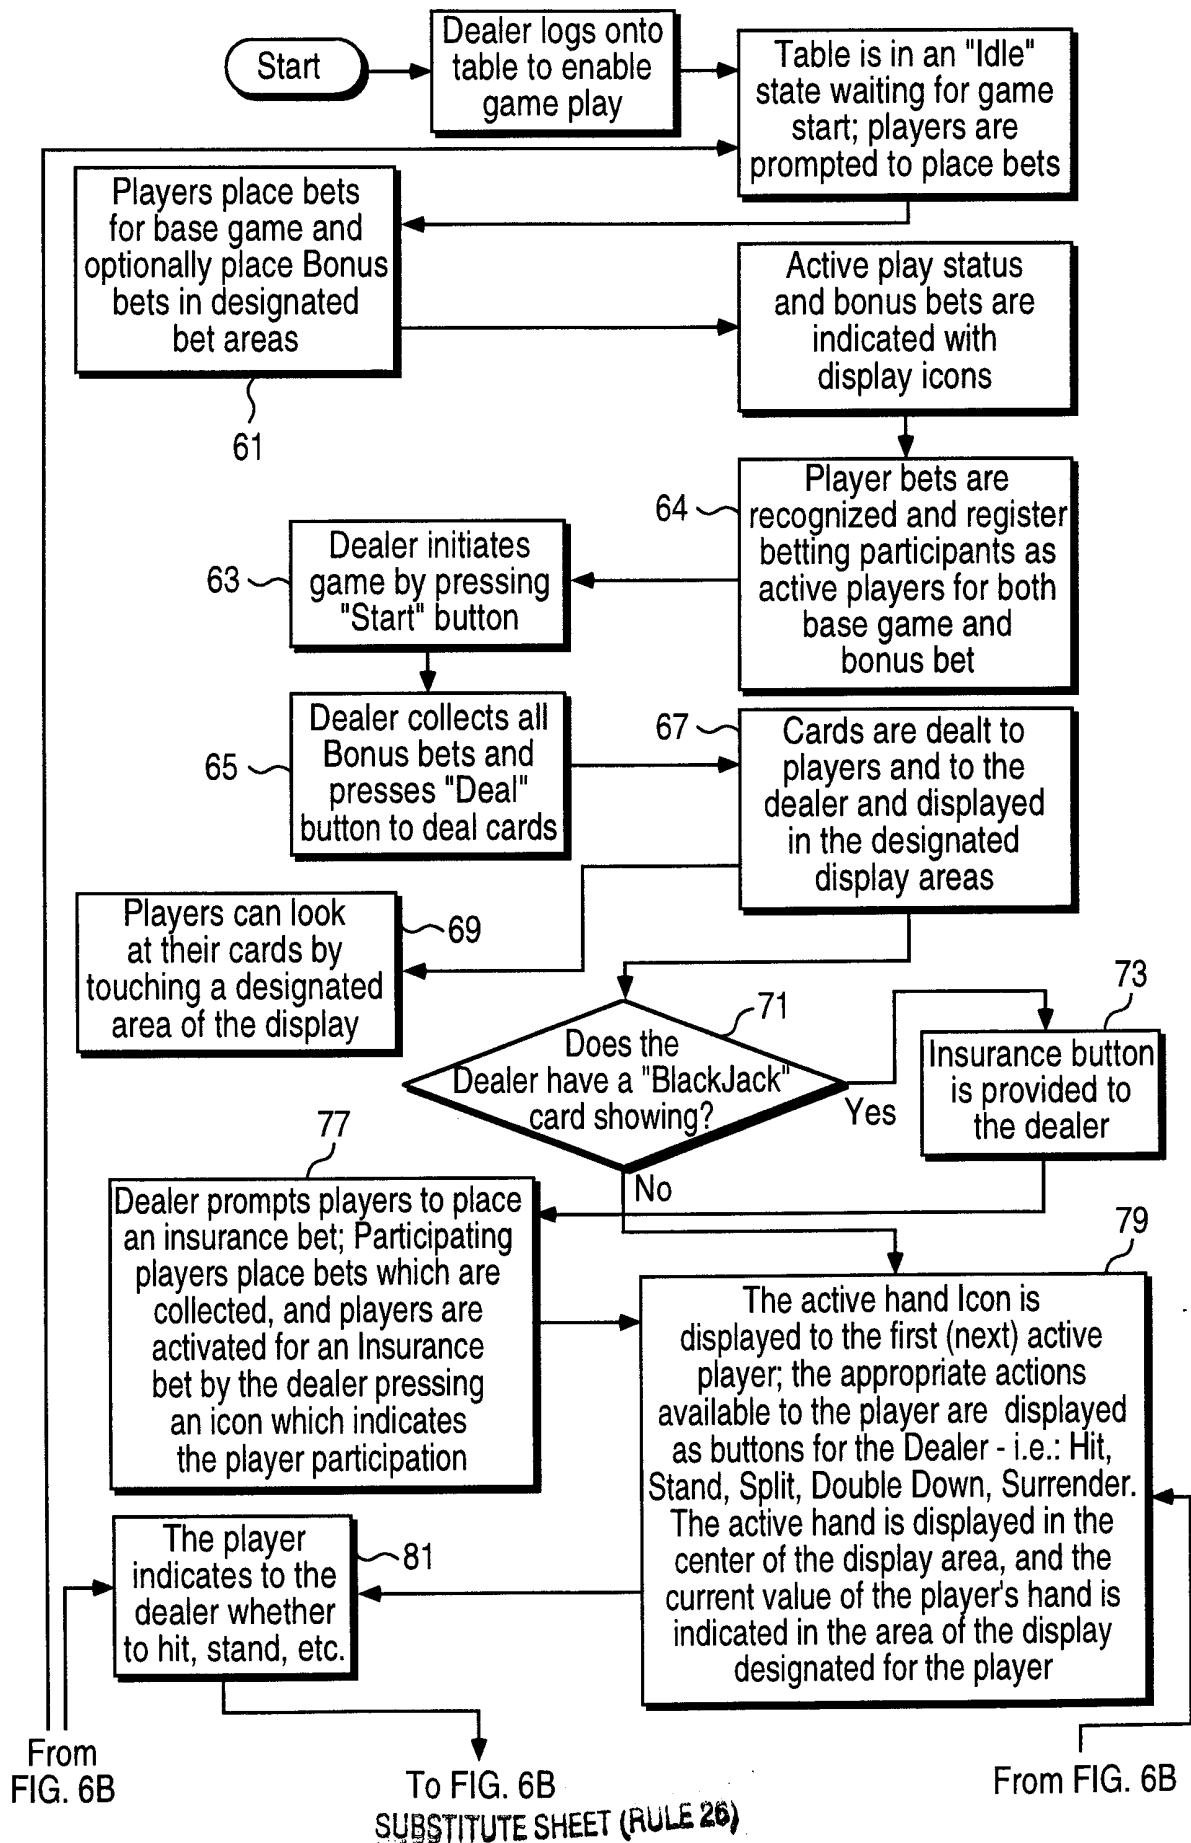 Start
Dealer logs onto
table to enable
game play
Table is in an "Idle"
state waiting for game
start; players are
prompted to place bets
Players place bets
for base game and
optionally place Bonus
bets in designated
bet areas
61
Active play status
and bonus bets are
indicated with
display icons
64
Player bets are
recognized and register
betting participants as
active players for both
base game and
bonus bet
63
Dealer initiates
game by pressing
"Start" button
65
Dealer collects all
Bonus bets and
presses "Deal"
button to deal cards
67
Cards are dealt to
players and to the
dealer and displayed
in the designated
display areas
Players can look
at their cards by
touching a designated
area of the display
69
71
Does the
Dealer have a "BlackJack"
card showing?
Yes
No
73
Insurance button
is provided to
the dealer
77
Dealer prompts players to place
an insurance bet; Participating
players place bets which are
collected, and players are
activated for an Insurance
bet by the dealer pressing
an icon which indicates
the player participation
79
The active hand Icon is
displayed to the first (next) active
player; the appropriate actions
available to the player are displayed
as buttons for the Dealer - i.e.: Hit,
Stand, Split, Double Down, Surrender.
The active hand is displayed in the
center of the display area, and the
current value of the player's hand is
indicated in the area of the display
designated for the player
The player
indicates to the
dealer whether
to hit, stand, etc.
81
From
FIG. 6B
To FIG. 6B
From FIG. 6B
SUBSTITUTE SHEET (RULE 26)